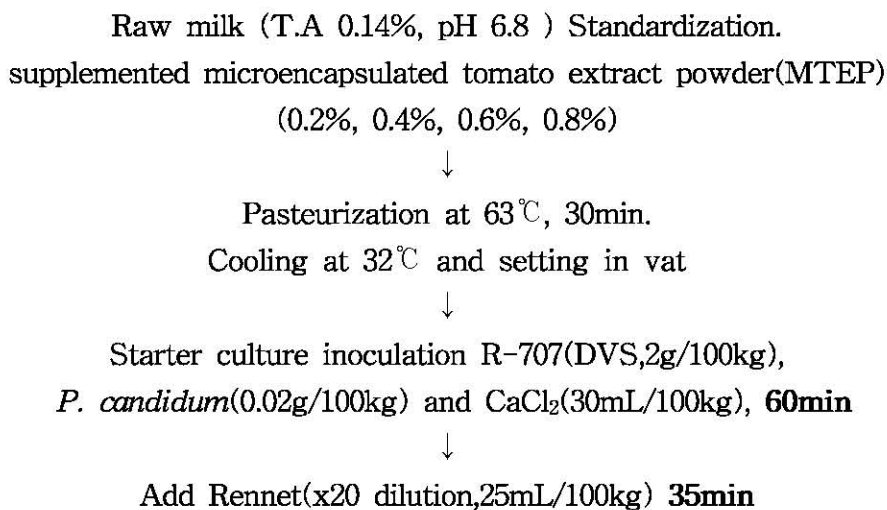 Raw milk (T.A 0.14%, pH 6.8 ) Standardization.
supplemented microencapsulated tomato extract powder(MTEP)
(0.2%, 0.4%, 0.6%, 0.8%)
↓
Pasteurization at 63℃, 30min.
Cooling at 32℃ and setting in vat
↓
Starter culture inoculation R-707(DVS,2g/100kg),
P. candidum(0.02g/100kg) and CaCl₂(30mL/100kg), 60min
↓
Add Rennet(x20 dilution,25mL/100kg) 35min